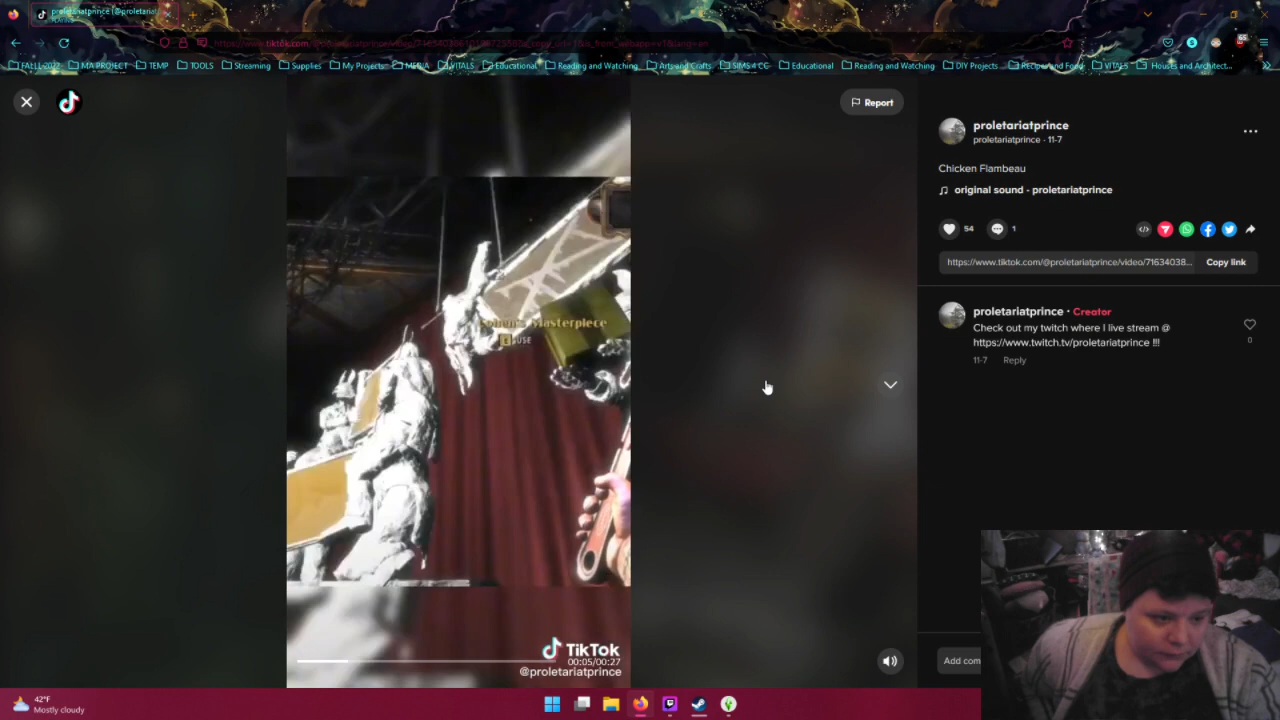 proletariatprince (@proletariat
FALL 2022
MA PROJECT
TEMP
TOOLS
Streaming
Supplies
My Projects
MEDIA
VITALS
Educational
Reading and Watching
Arts and Crafts
SIMS 4 CC
Educational
Reading and Watching
DIY Projects
Recipes and Food
VITALS
Houses and Architect...
Report
proletariatprince
proletariatprince · 11-7
Chicken Flambeau
original sound - proletariatprince
54
1
https://www.tiktok.com/@proletariatprince/video/71634038...
Copy link
proletariatprince · Creator
Check out my twitch where I live stream @
https://www.twitch.tv/proletariatprince !!!
0
11-7
Reply
Masterpiece
E USE
TikTok
00:05/00:27
@proletariatprince
Add com
42°F
Mostly cloudy